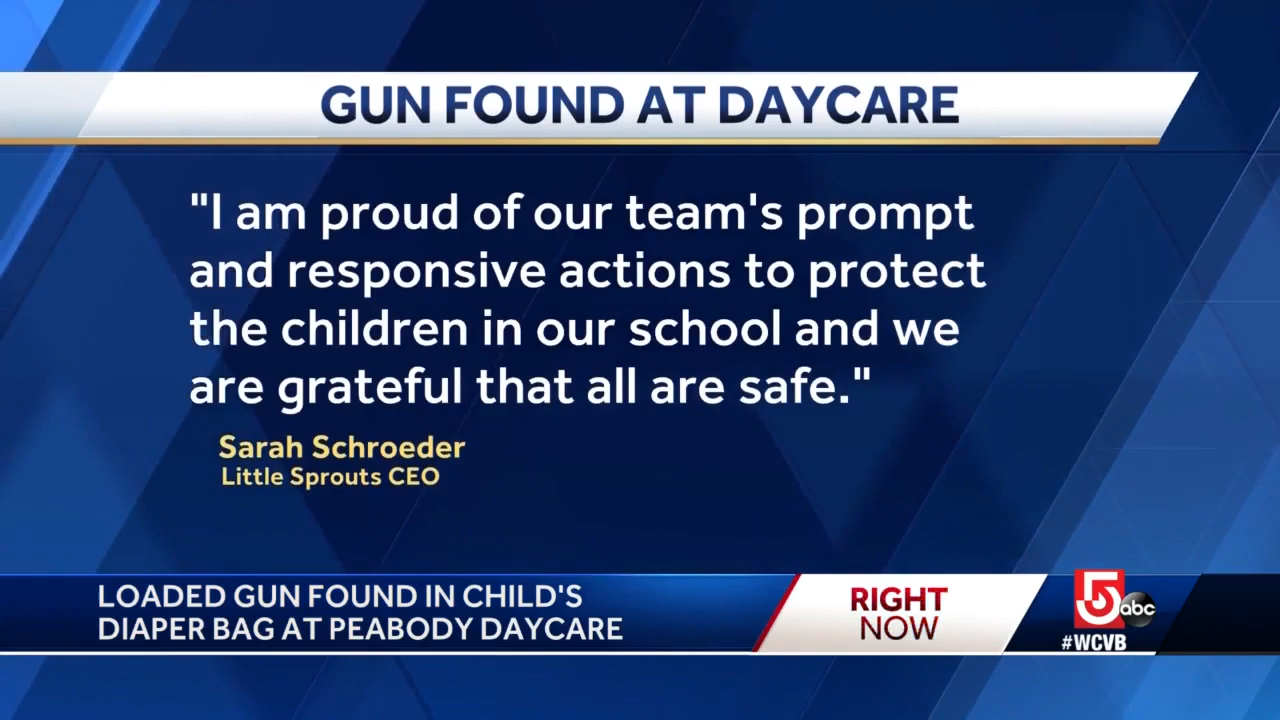 GUN FOUND AT DAYCARE
"I am proud of our team's prompt
and responsive actions to protect
the children in our school and we
are grateful that all are safe."
Sarah Schroeder
Little Sprouts CEO
LOADED GUN FOUND IN CHILD'S
DIAPER BAG AT PEABODY DAYCARE
RIGHT
NOW
5 abc
#WCVB